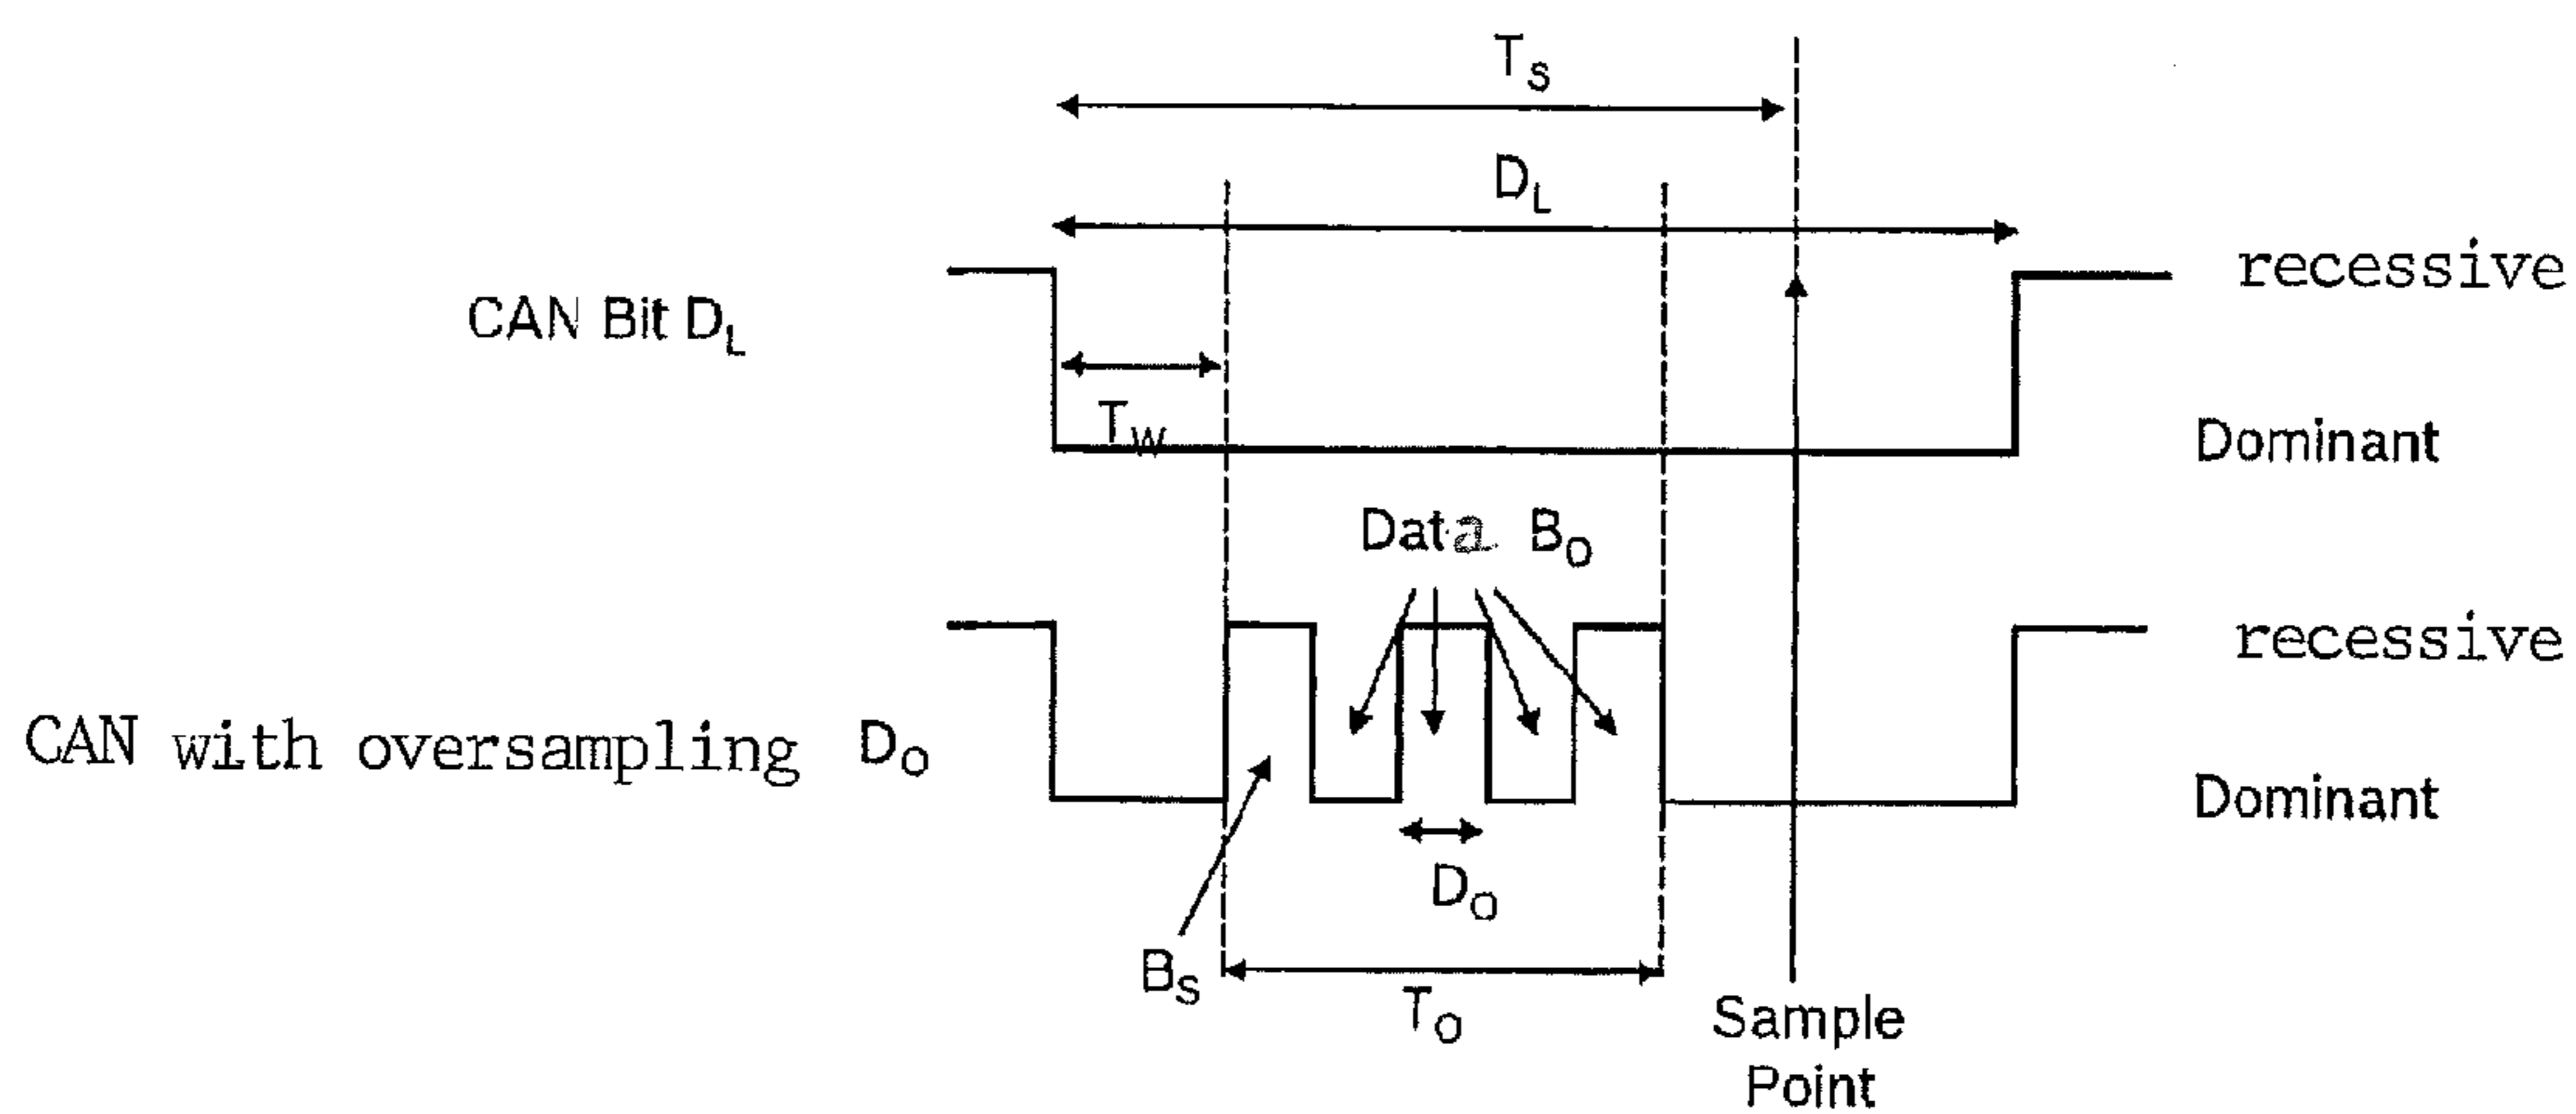 T_S
D_L
recessive
CAN Bit D_L
T_W
Dominant
Data B_O
recessive
CAN with oversampling D_O
Dominant
D_O
B_S
T_O
Sample
Point